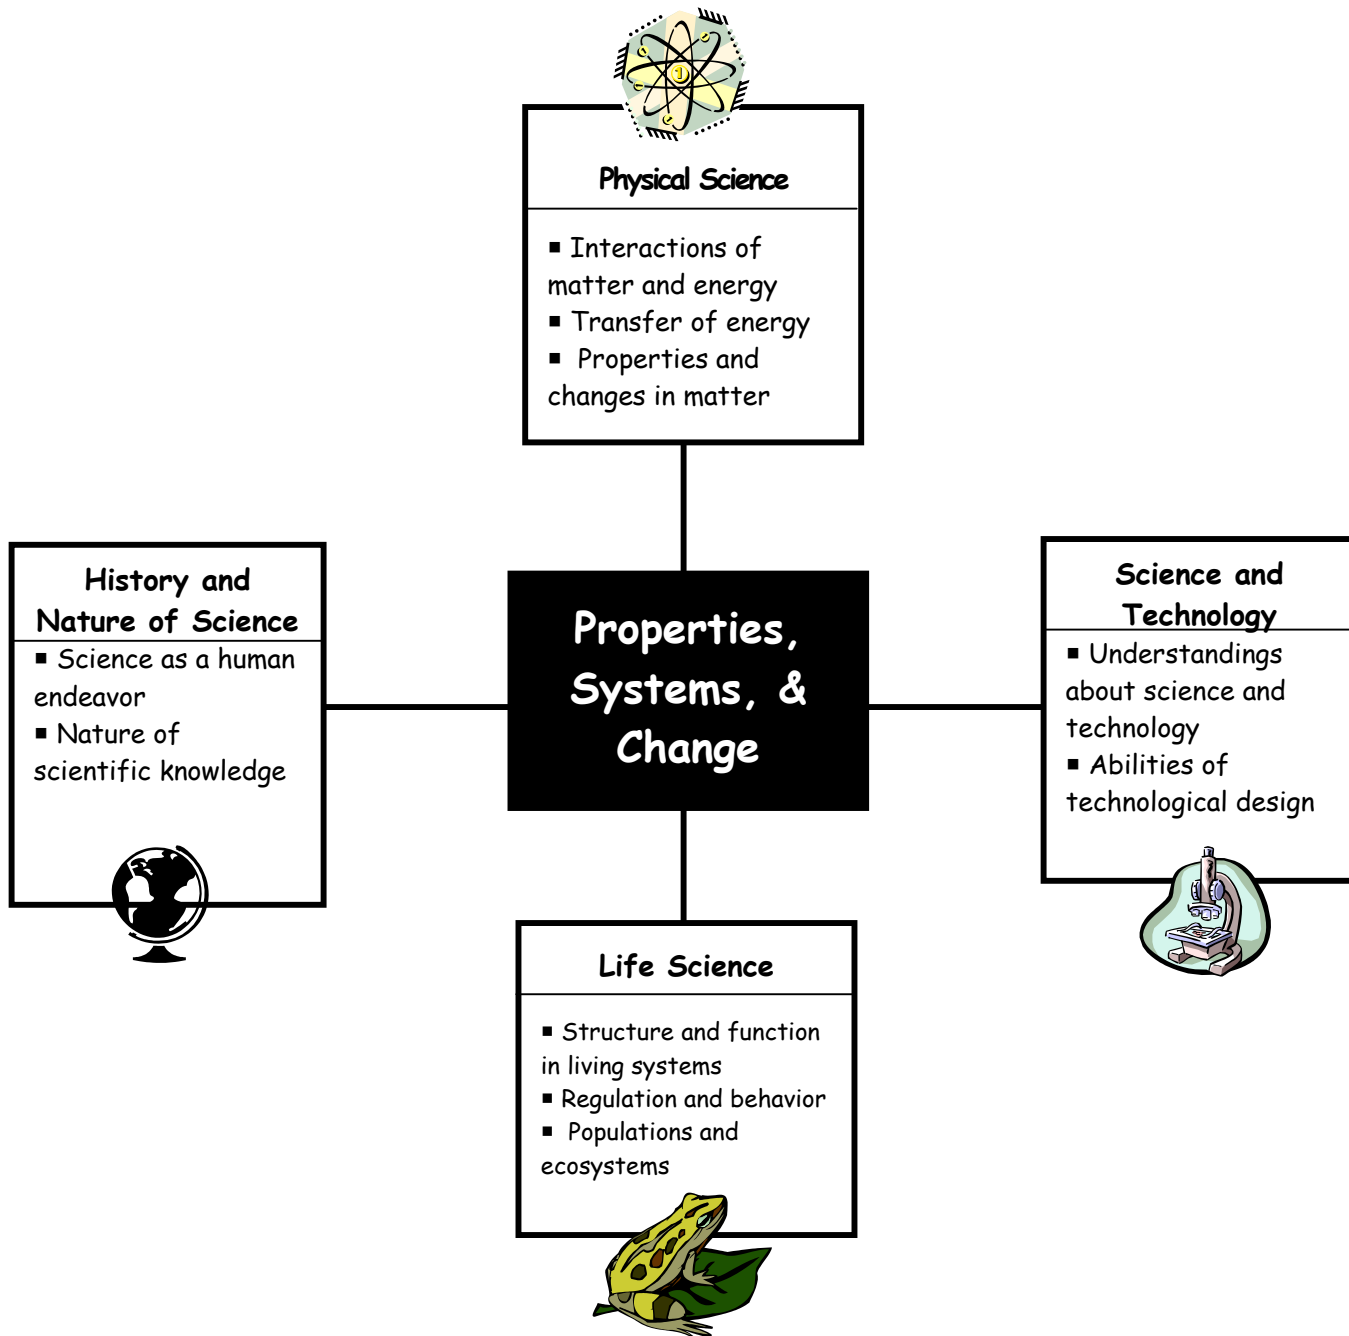 Physical Science
■ Interactions of
matter and energy
■ Transfer of energy
■ Properties and
changes in matter
History and
Nature of Science
■ Science as a human
endeavor
■ Nature of
scientific knowledge
Properties,
Systems, &
Change
Science and
Technology
■ Understandings
about science and
technology
■ Abilities of
technological design
Life Science
■ Structure and function
in living systems
■ Regulation and behavior
■ Populations and
ecosystems